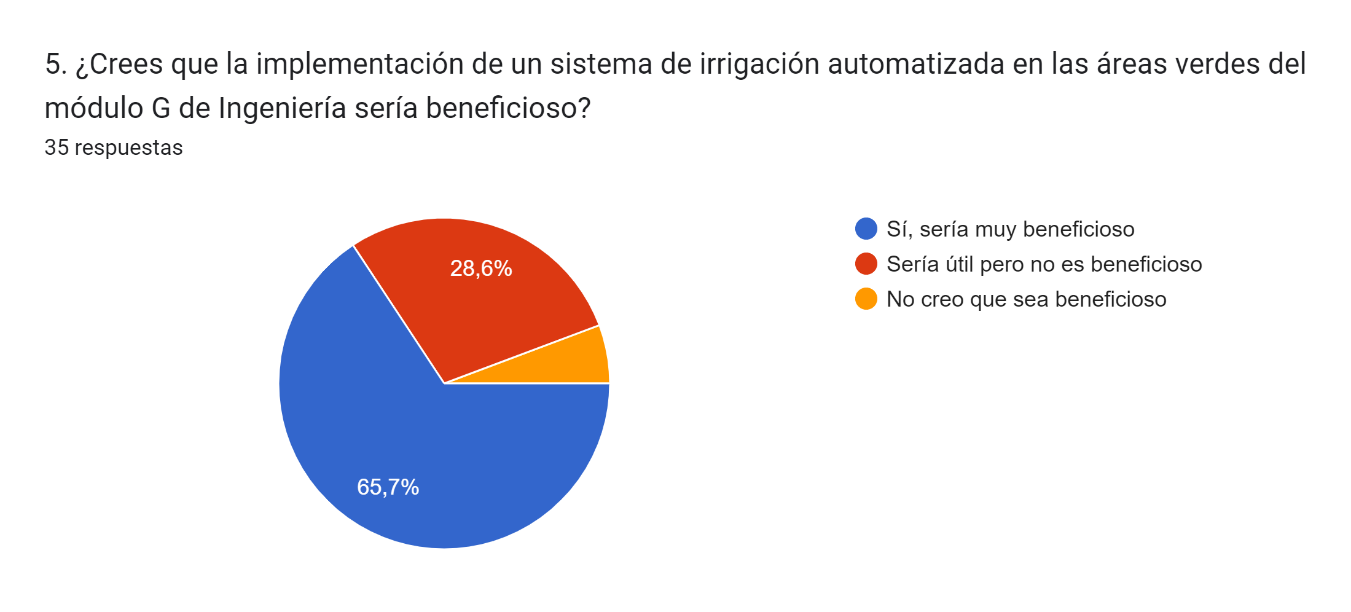 5. ¿Crees que la implementación de un sistema de irrigación automatizada en las áreas verdes del
módulo G de Ingeniería sería beneficioso?
35 respuestas
Sí, sería muy beneficioso
Sería útil pero no es beneficioso
No creo que sea beneficioso
28,6%
65,7%